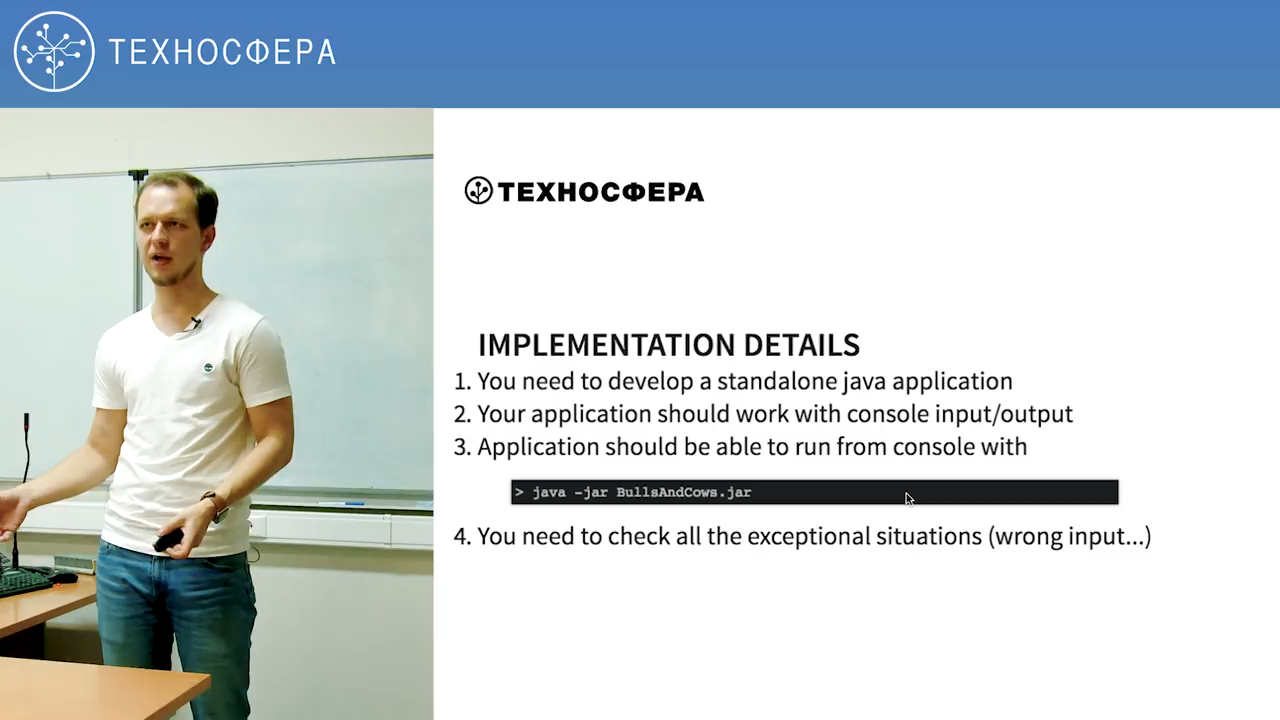 ТЕХНОСФЕРА
ТЕХНОСФЕРА
IMPLEMENTATION DETAILS
1. You need to develop a standalone java application
2. Your application should work with console input/output
3. Application should be able to run from console with
> java -jar BullsAndCows.jar
4. You need to check all the exceptional situations (wrong input...)